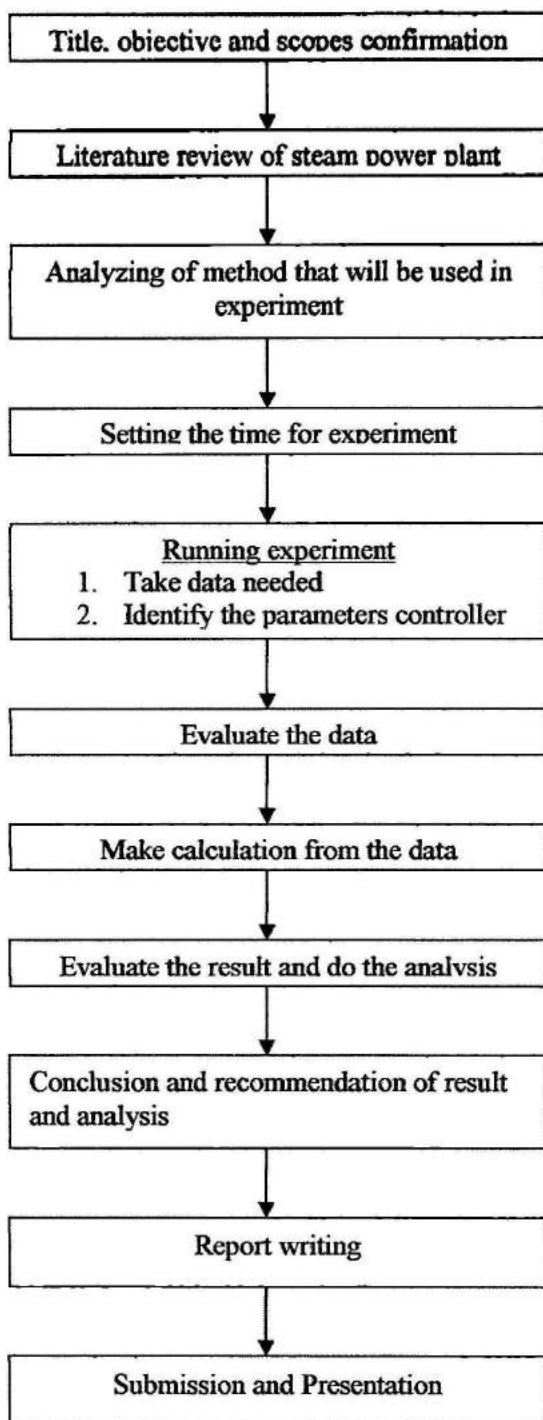 Title, objective and scopes confirmation
Literature review of steam power plant
Analyzing of method that will be used in
experiment
Setting the time for experiment
Running experiment
1. Take data needed
2. Identify the parameters controller
Evaluate the data
Make calculation from the data
Evaluate the result and do the analysis
Conclusion and recommendation of result
and analysis
Report writing
Submission and Presentation